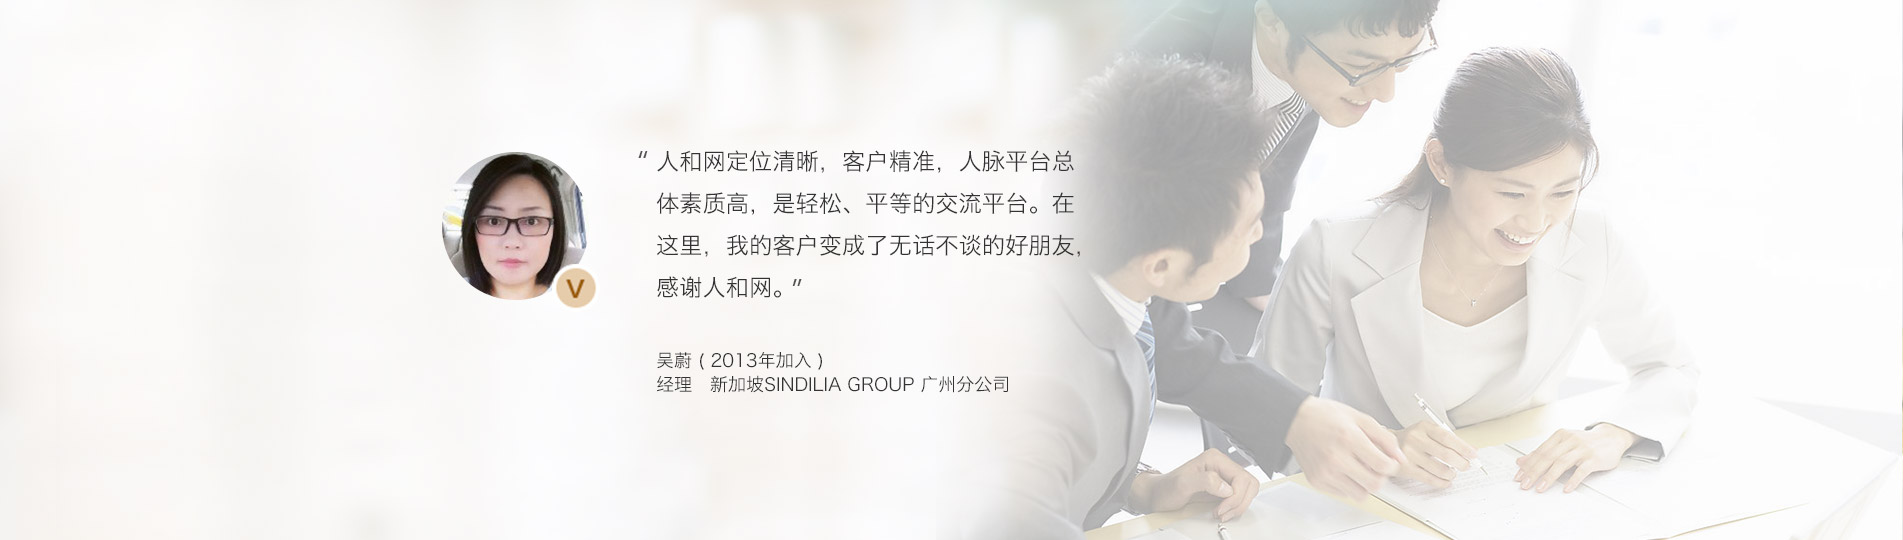 “ 人和网定位清晰，客户精准，人脉平台总
体素质高，是轻松、平等的交流平台。在
这里，我的客户变成了无话不谈的好朋友，
感谢人和网。”
V
吴蔚 ( 2013年加入 )
经理 新加坡SINDILIA GROUP 广州分公司